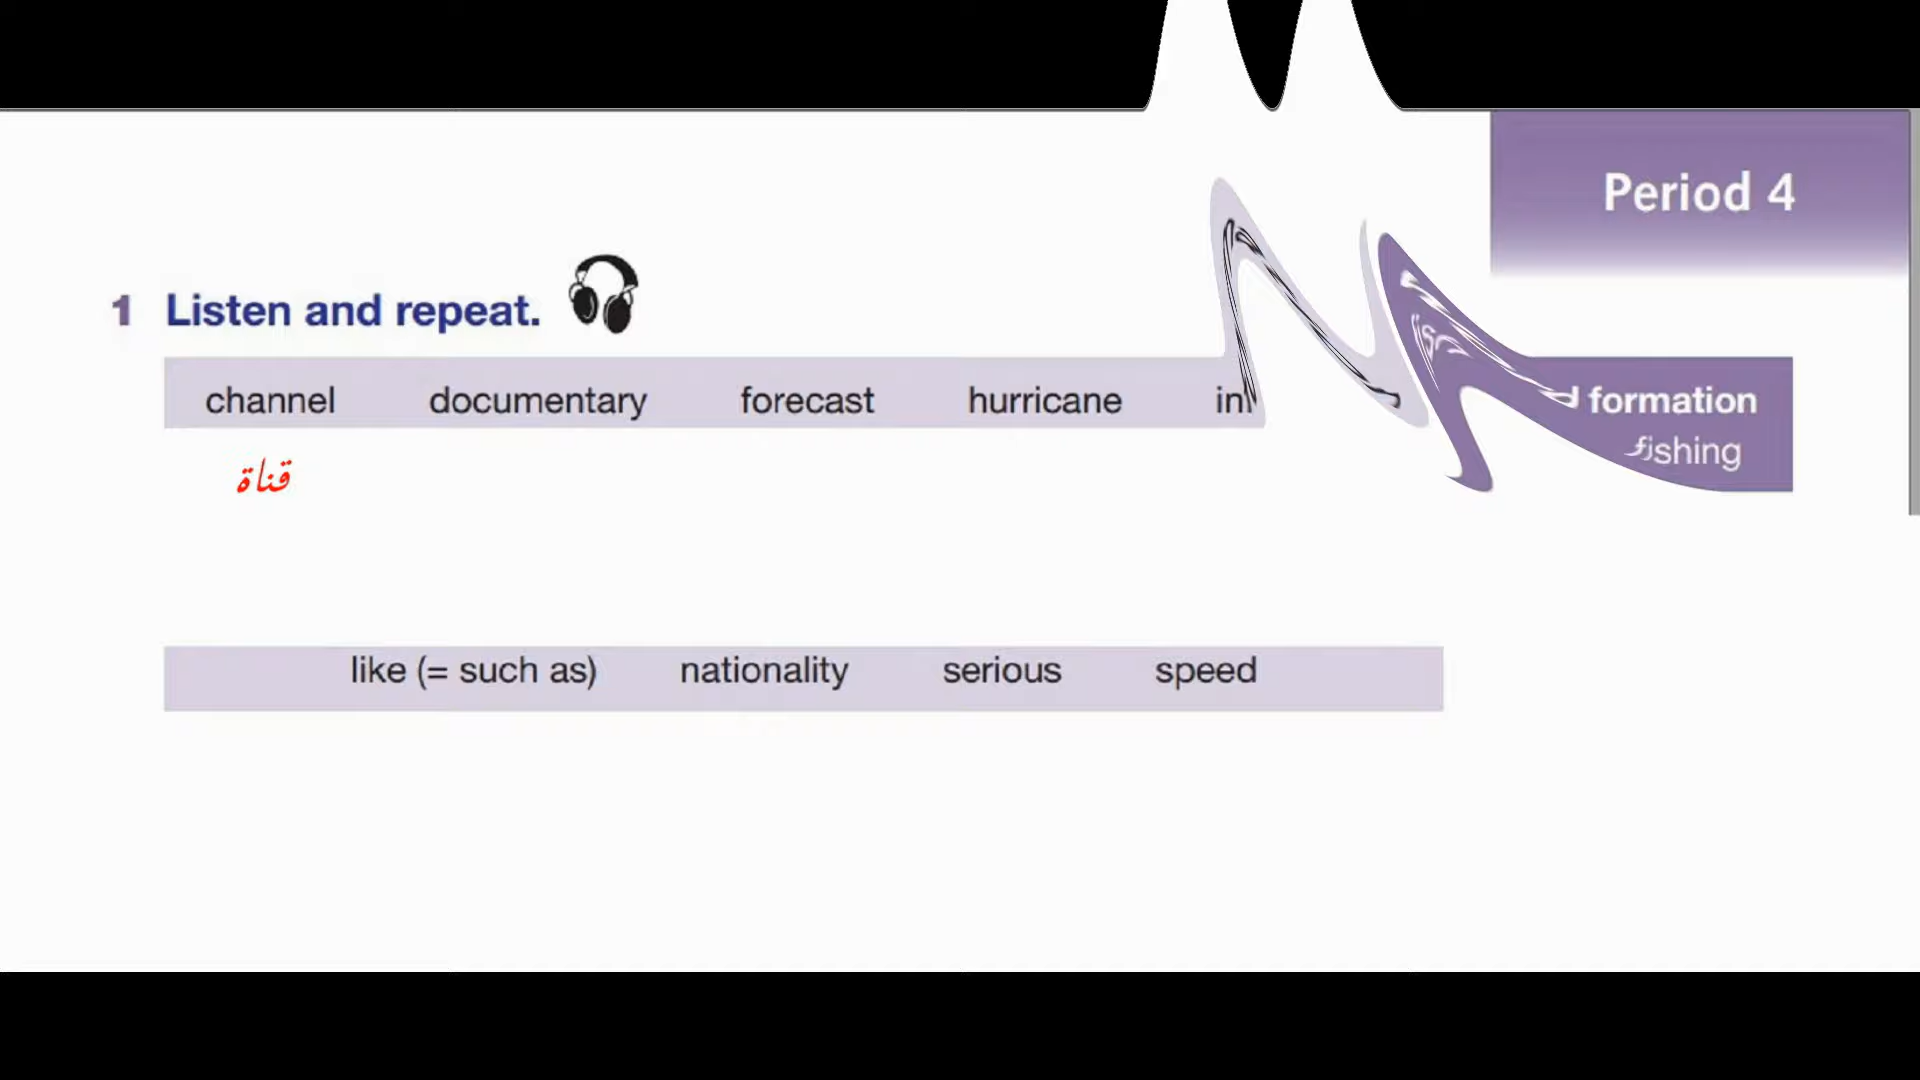 Period 4
1 Listen and repeat.
channel documentary forecast hurricane
formation
fishing
قناة
like (= such as) nationality serious speed